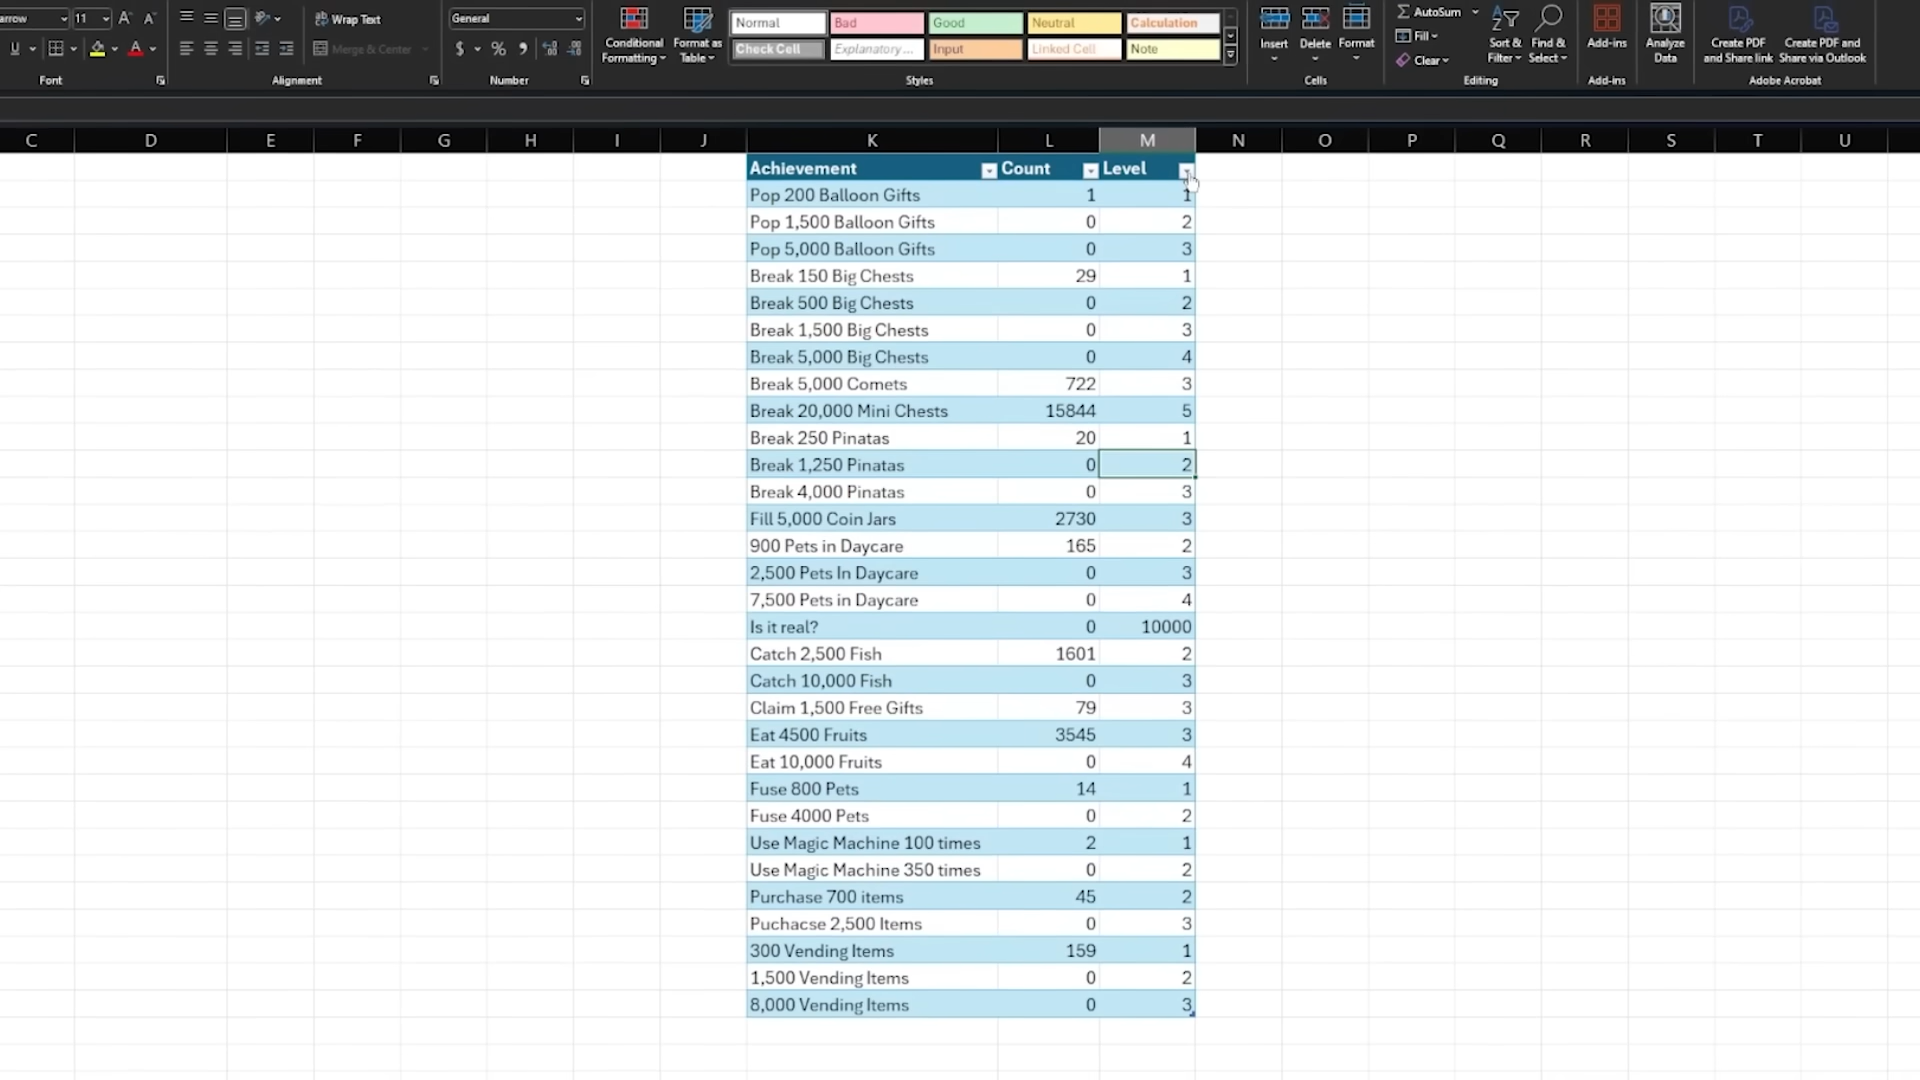 arrow 11 A A Wrap Text General Normal Bad Good Neutral Calculation AutoSum
U A Merge & Center $ % , Conditional Formatting Format as Table Check Cell Explanatory... Input Linked Cell Note Insert Delete Format Fill Clear Sort & Filter Find & Select Add-ins Analyze Data Create PDF and Share link Create PDF and Share via Outlook
Font Alignment Number Styles Cells Editing Add-ins Adobe Acrobat
C D E F G H I J K L M N O P Q R S T U
Achievement Count Level
Pop 200 Balloon Gifts 1 1
Pop 1,500 Balloon Gifts 0 2
Pop 5,000 Balloon Gifts 0 3
Break 150 Big Chests 29 1
Break 500 Big Chests 0 2
Break 1,500 Big Chests 0 3
Break 5,000 Big Chests 0 4
Break 5,000 Comets 722 3
Break 20,000 Mini Chests 15844 5
Break 250 Pinatas 20 1
Break 1,250 Pinatas 0 2
Break 4,000 Pinatas 0 3
Fill 5,000 Coin Jars 2730 3
900 Pets in Daycare 165 2
2,500 Pets In Daycare 0 3
7,500 Pets in Daycare 0 4
Is it real? 0 10000
Catch 2,500 Fish 1601 2
Catch 10,000 Fish 0 3
Claim 1,500 Free Gifts 79 3
Eat 4500 Fruits 3545 3
Eat 10,000 Fruits 0 4
Fuse 800 Pets 14 1
Fuse 4000 Pets 0 2
Use Magic Machine 100 times 2 1
Use Magic Machine 350 times 0 2
Purchase 700 items 45 2
Puchacse 2,500 Items 0 3
300 Vending Items 159 1
1,500 Vending Items 0 2
8,000 Vending Items 0 3